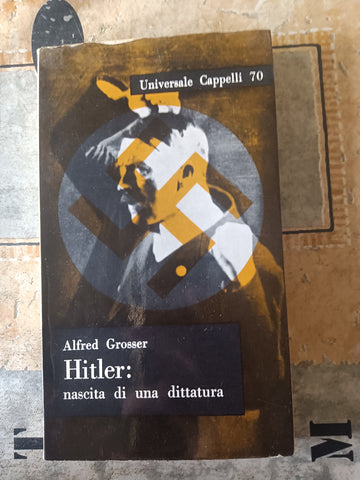 Universale Cappelli 70
Alfred Grosser
Hitler:
nascita di una dittatura
T
M